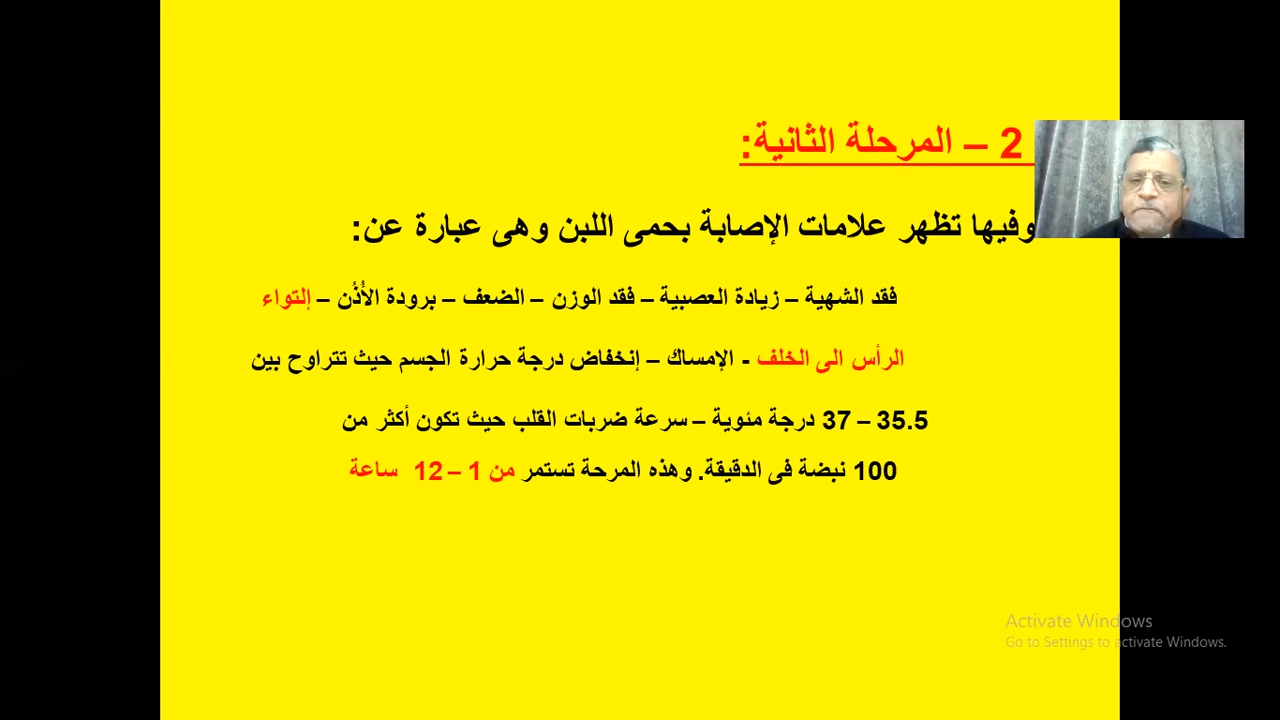 2 – المرحلة الثانية:
وفيها تظهر علامات الإصابة بحمى اللبن وهى عبارة عن:
فقد الشهية – زيادة العصبية – فقد الوزن – الضعف – برودة الأُذُن – إلتواء
الرأس الى الخلف - الإمساك – إنخفاض درجة حرارة الجسم حيث تتراوح بين
35.5 – 37 درجة مئوية – سرعة ضربات القلب حيث تكون أكثر من
100 نبضة فى الدقيقة. وهذه المرحة تستمر من 1 – 12 ساعة
Activate Windows
Go to Settings to activate Windows.